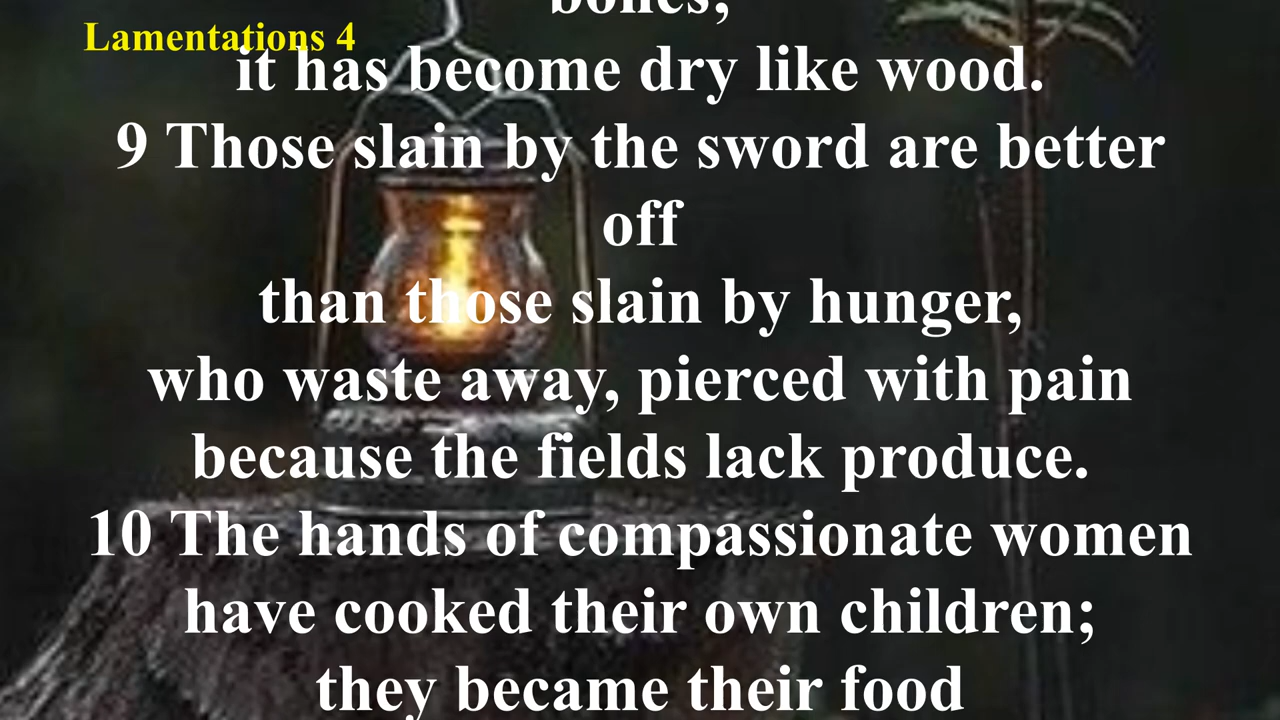 bones;
Lamentations 4
it has become dry like wood.
9 Those slain by the sword are better
off
than those slain by hunger,
who waste away, pierced with pain
because the fields lack produce.
10 The hands of compassionate women
have cooked their own children;
they became their food